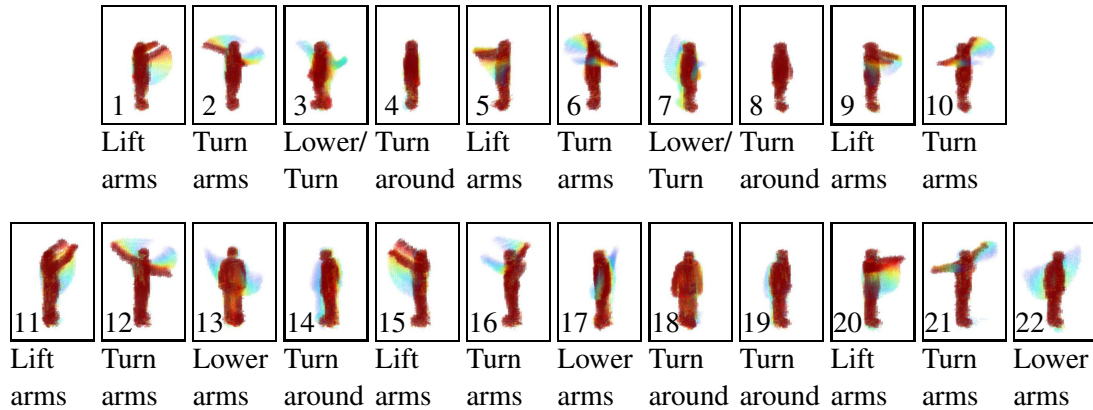 1 2 3 4 5 6 7 8 9 10
Lift Turn Lower/ Turn Lift Turn Lower/ Turn Lift Turn
arms arms Turn around arms arms Turn around arms arms
11 12 13 14 15 16 17 18 19 20 21 22
Lift Turn Lower Turn Lift Turn Lower Turn Turn Lift Turn Lower
arms arms arms around arms arms arms around around arms arms arms